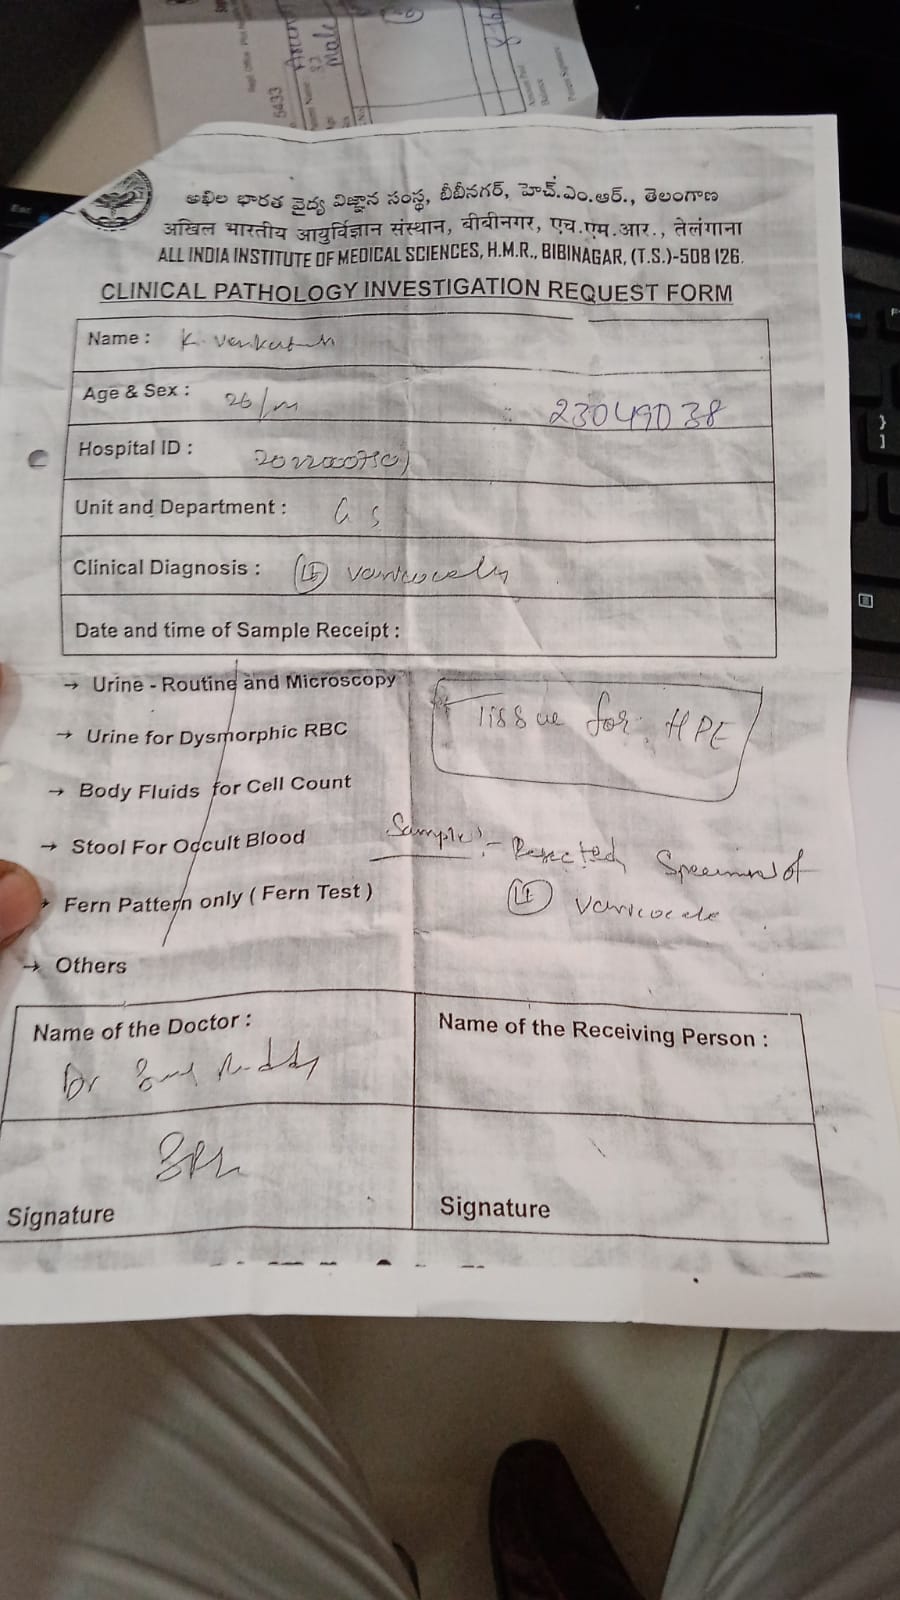 5433
Male
అఖిల భారత వైద్య విజ్ఞాన సంస్థ, బీబీనగర్, హెచ్.ఎం.ఆర్., తెలంగాణ
अखिल भारतीय आयुर्विज्ञान संस्थान, बीबीनगर, एच.एम.आर., तेलंगाना
ALL INDIA INSTITUTE OF MEDICAL SCIENCES, H.M.R., BIBINAGAR, (T.S.)-508 126.
CLINICAL PATHOLOGY INVESTIGATION REQUEST FORM
Name : K.
Age & Sex : 26/m 23049038
Hospital ID :
Unit and Department : G S
Clinical Diagnosis :
Date and time of Sample Receipt :
→ Urine - Routine and Microscopy
Tissue for HPE
→ Urine for Dysmorphic RBC
→ Body Fluids for Cell Count
→ Stool For Occult Blood
Sample :- Resected Specimen of
→ Fern Pattern only ( Fern Test )
Lt varicocele
→ Others
Name of the Doctor : Name of the Receiving Person :
Dr Reddy
Signature Signature